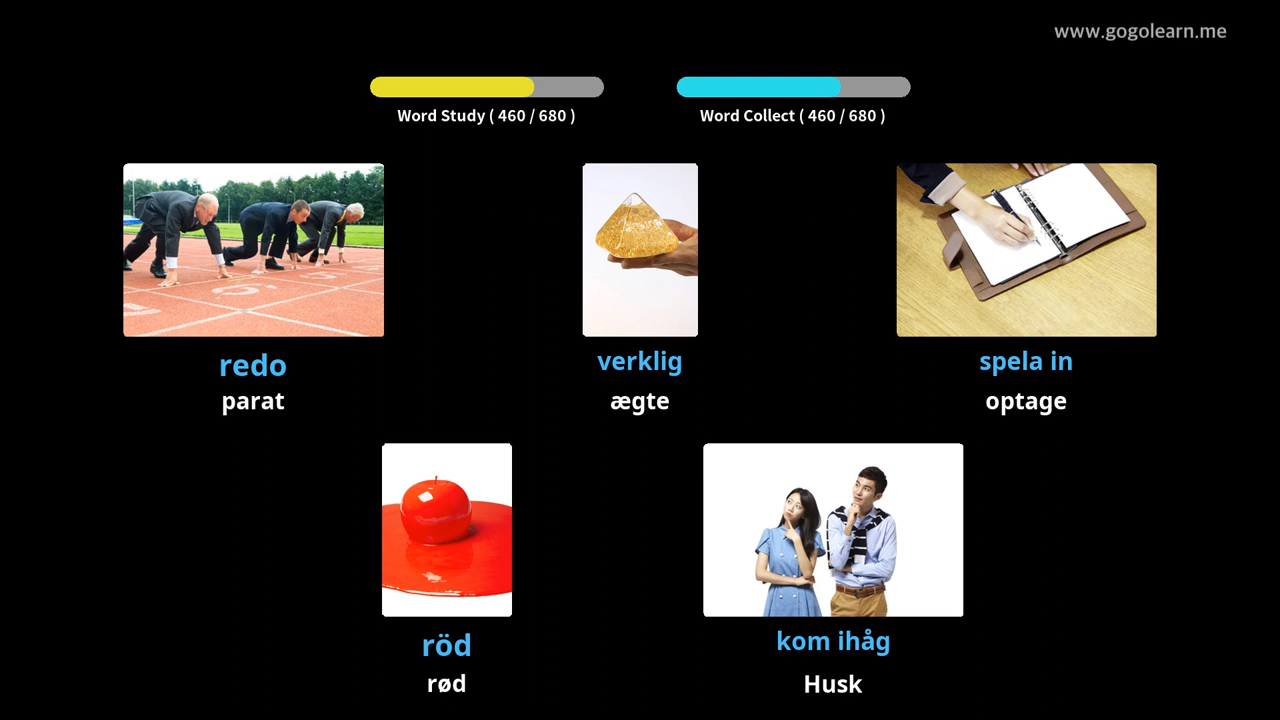 www.gogolearn.me
Word Study ( 460 / 680 )
Word Collect ( 460 / 680 )
redo
parat
verklig
ægte
spela in
optage
röd
rød
kom ihåg
Husk